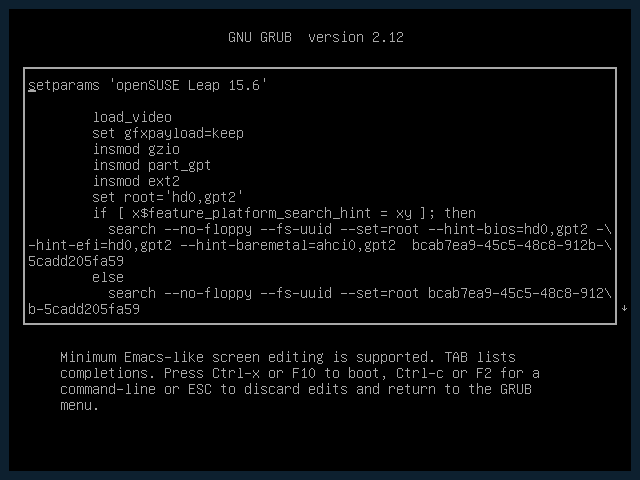 GNU GRUB  version 2.12
setparams 'openSUSE Leap 15.6'
load_video
set gfxpayload=keep
insmod gzio
insmod part_gpt
insmod ext2
set root='hd0,gpt2'
if [ x$feature_platform_search_hint = xy ]; then
search --no-floppy --fs-uuid --set=root --hint-bios=hd0,gpt2 -\
-hint-efi=hd0,gpt2 --hint-baremetal=ahci0,gpt2  bcab7ea9-45c5-48c8-912b-\
5cadd205fa59
else
search --no-floppy --fs-uuid --set=root bcab7ea9-45c5-48c8-912\
b-5cadd205fa59
↓
Minimum Emacs-like screen editing is supported. TAB lists
completions. Press Ctrl-x or F10 to boot, Ctrl-c or F2 for a
command-line or ESC to discard edits and return to the GRUB
menu.